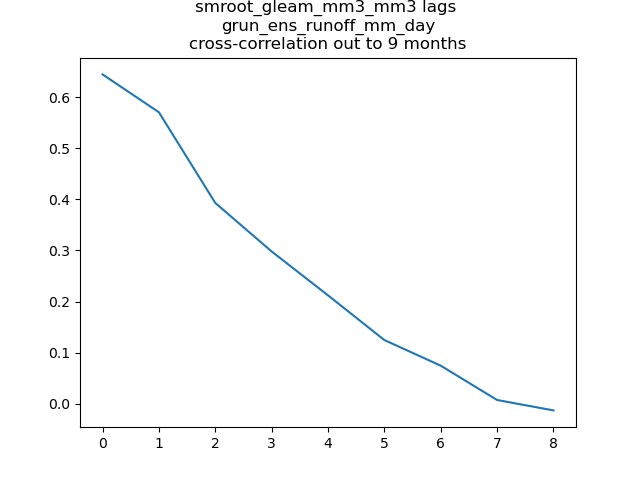 smroot_gleam_mm3_mm3 lags
grun_ens_runoff_mm_day
cross-correlation out to 9 months
0.6
0.5
0.4
0.3
0.2
0.1
0.0
0 1 2 3 4 5 6 7 8